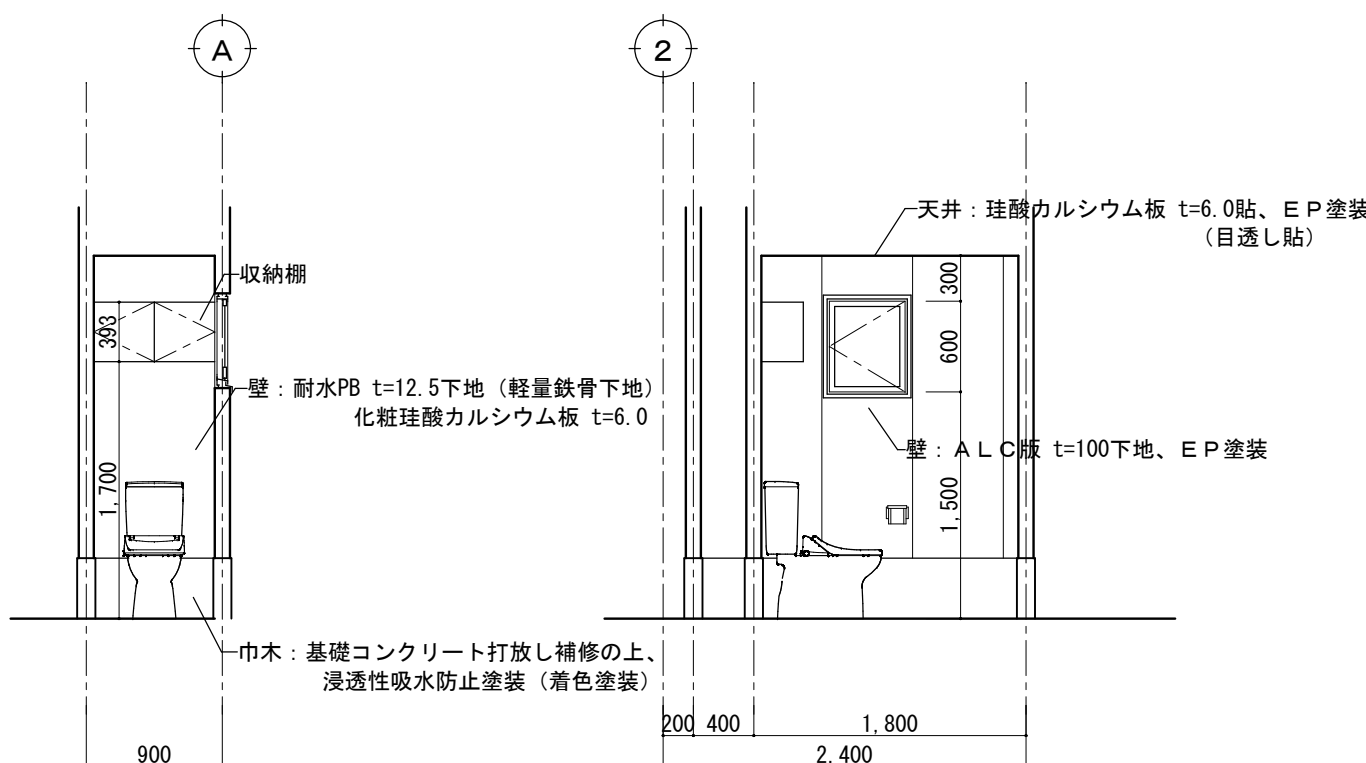 A
2
天井：珪酸カルシウム板 t=6.0貼、ＥＰ塗装
（目透し貼）
収納棚
300
393
600
壁：耐水PB t=12.5下地（軽量鉄骨下地）
化粧珪酸カルシウム板 t=6.0
壁：ＡＬＣ版 t=100下地、ＥＰ塗装
1,700
1,500
巾木：基礎コンクリート打放し補修の上、
浸透性吸水防止塗装（着色塗装）
200
400
1,800
900
2,400